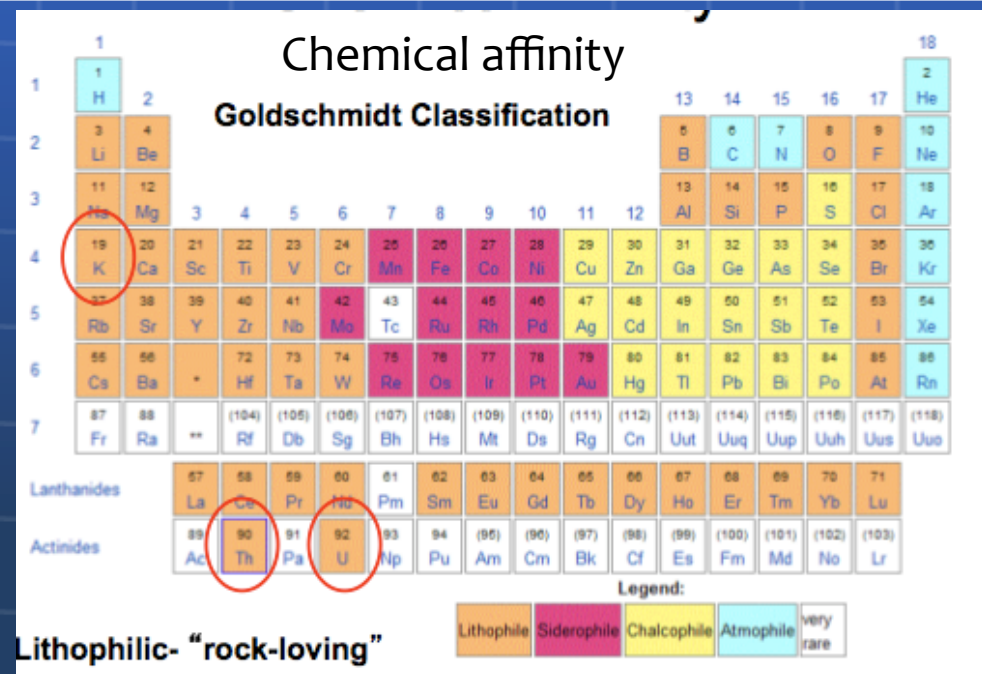 Chemical affinity
Goldschmidt Classification
1 18
1 2
1 H 2 He
2 13 14 15 16 17
3 4 5 6 7 8 9 10
2 Li Be B C N O F Ne
11 12 13 14 15 16 17 18
3 Na Mg 3 4 5 6 7 8 9 10 11 12 Al Si P S Cl Ar
19 20 21 22 23 24 25 26 27 28 29 30 31 32 33 34 35 36
4 K Ca Sc Ti V Cr Mn Fe Co Ni Cu Zn Ga Ge As Se Br Kr
37 38 39 40 41 42 43 44 45 46 47 48 49 50 51 52 53 54
5 Rb Sr Y Zr Nb Mo Tc Ru Rh Pd Ag Cd In Sn Sb Te I Xe
55 56 72 73 74 75 76 77 78 79 80 81 82 83 84 85 86
6 Cs Ba * Hf Ta W Re Os Ir Pt Au Hg Tl Pb Bi Po At Rn
87 88 (104) (105) (106) (107) (108) (109) (110) (111) (112) (113) (114) (115) (116) (117) (118)
7 Fr Ra ** Rf Db Sg Bh Hs Mt Ds Rg Cn Uut Uuq Uup Uuh Uus Uuo
57 58 59 60 61 62 63 64 65 66 67 68 69 70 71
Lanthanides La Ce Pr Nd Pm Sm Eu Gd Tb Dy Ho Er Tm Yb Lu
89 90 91 92 93 94 (95) (96) (97) (98) (99) (100) (101) (102) (103)
Actinides Ac Th Pa U Np Pu Am Cm Bk Cf Es Fm Md No Lr
Legend:
Lithophile Siderophile Chalcophile Atmophile very rare
Lithophilic- “rock-loving”